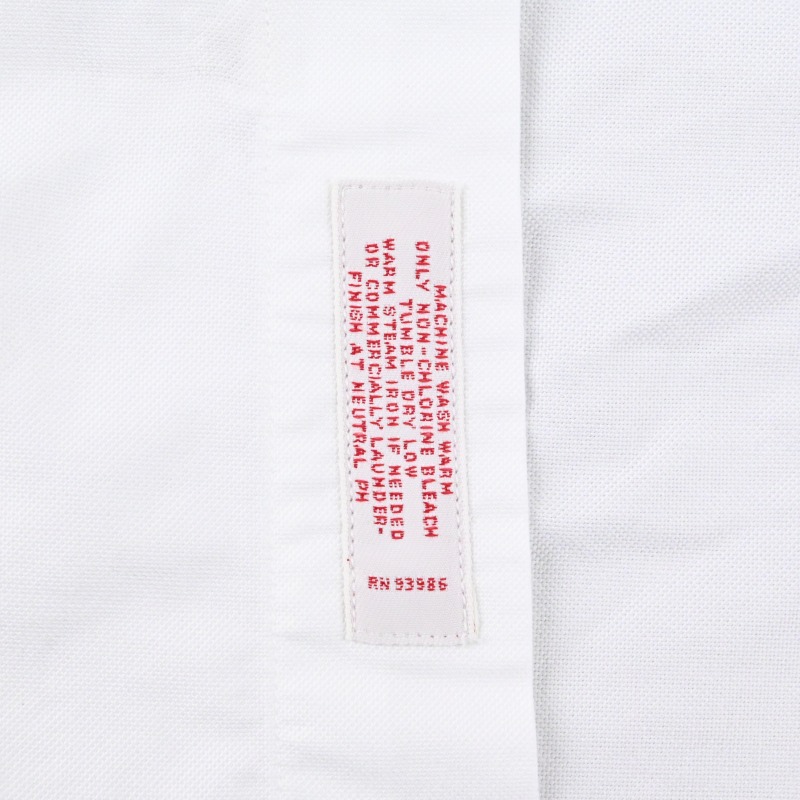 MACHINE WASH WARM
ONLY NON-CHLORINE BLEACH
TUMBLE DRY LOW
WARM STEAM IRON IF NEEDED
OR COMMERCIALLY LAUNDER-
FINISH AT NEUTRAL PH
RN 93986